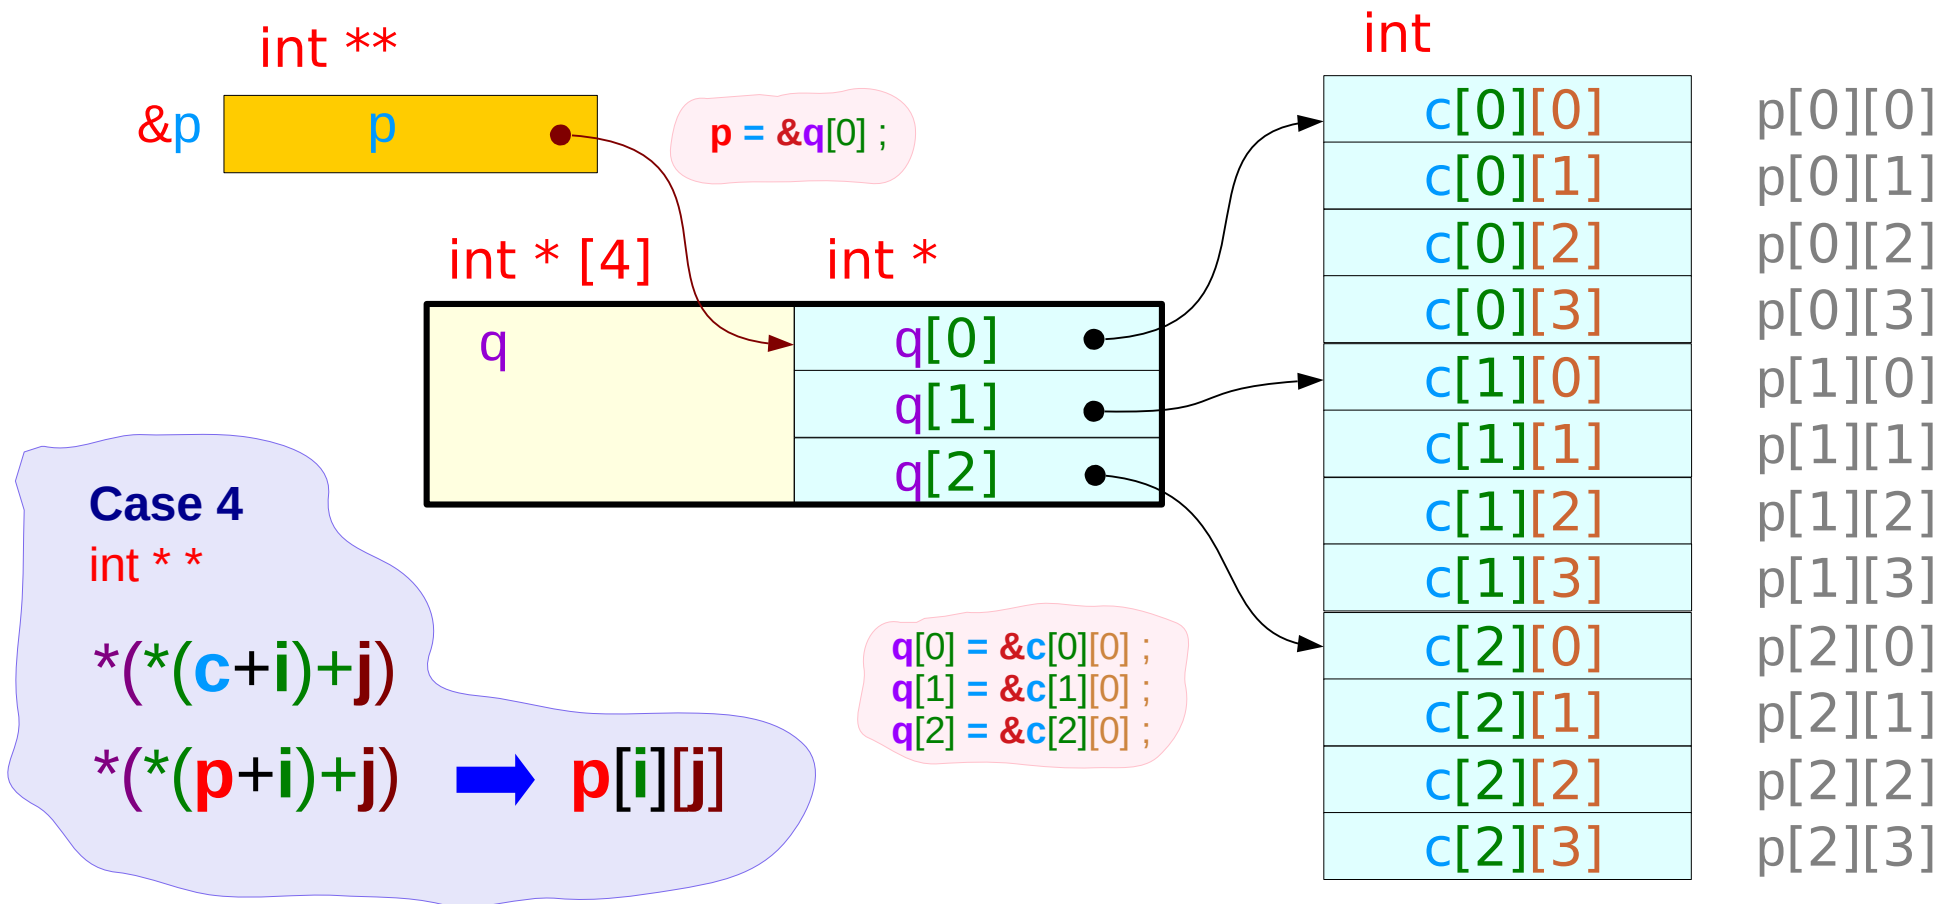 int **
&p
p
p = &q[0] ;
int * [4]
int *
q
q[0]
q[1]
q[2]
int
c[0][0] p[0][0]
c[0][1] p[0][1]
c[0][2] p[0][2]
c[0][3] p[0][3]
c[1][0] p[1][0]
c[1][1] p[1][1]
c[1][2] p[1][2]
c[1][3] p[1][3]
c[2][0] p[2][0]
c[2][1] p[2][1]
c[2][2] p[2][2]
c[2][3] p[2][3]
Case 4
int * *
*(*(c+i)+j)
*(*(p+i)+j) p[i][j]
q[0] = &c[0][0] ;
q[1] = &c[1][0] ;
q[2] = &c[2][0] ;